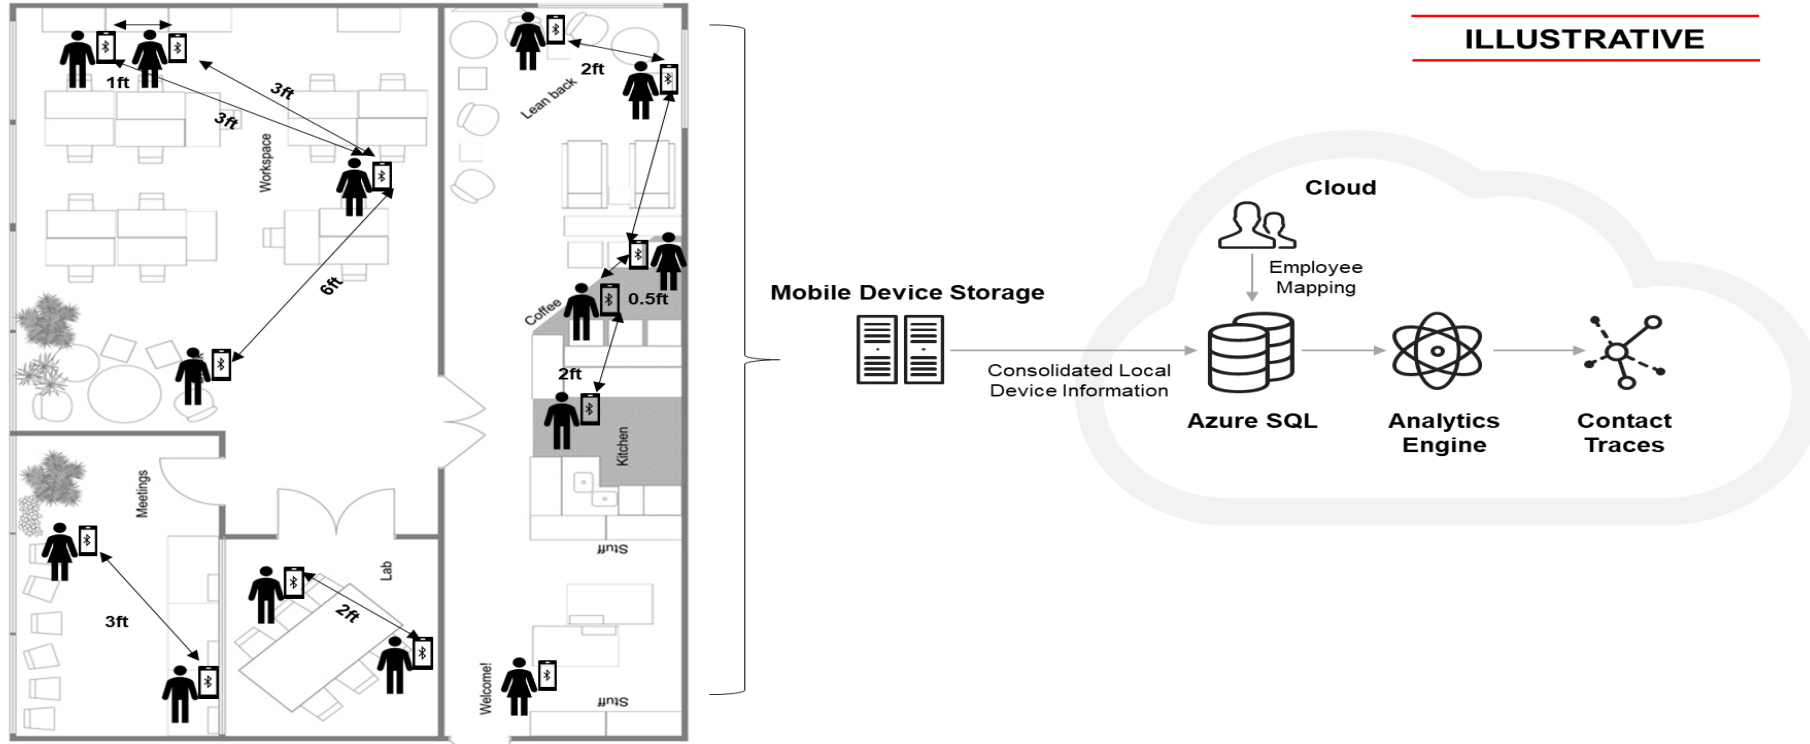 ILLUSTRATIVE
1ft
3ft
3ft
Workspace
6ft
2ft
Lean back
Coffee
0.5ft
2ft
Kitchen
Stuff
Meetings
3ft
Lab
2ft
Welcome!
Stuff
Mobile Device Storage
Consolidated Local
Device Information
Cloud
Employee
Mapping
Azure SQL
Analytics
Engine
Contact
Traces